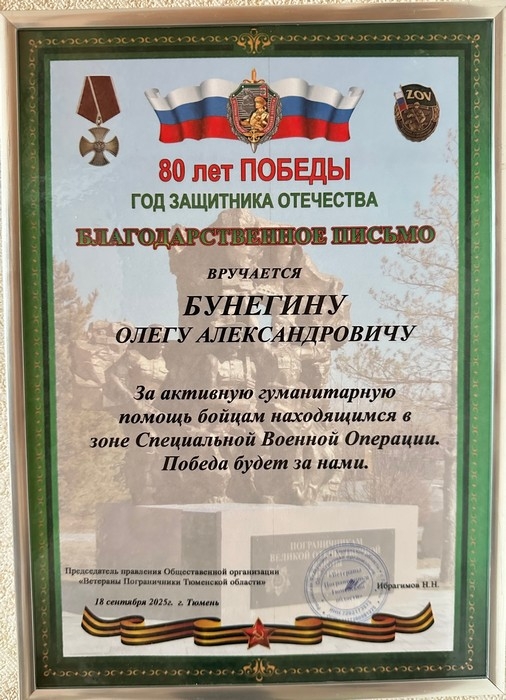 ZOV
80 лет ПОБЕДЫ
ГОД ЗАЩИТНИКА ОТЕЧЕСТВА
БЛАГОДАРСТВЕННОЕ ПИСЬМО
ВРУЧАЕТСЯ
БУНЕГИНУ
ОЛЕГУ АЛЕКСАНДРОВИЧУ
За активную гуманитарную
помощь бойцам находящимся в
зоне Специальной Военной Операции.
Победа будет за нами.
ПОГРАНИЧНИКАМ
ВЕЛИКОЙ
Председатель правления Общественной организации
«Ветераны Пограничники Тюменской области»
Ибрагимов Н.Н.
18 сентября 2025г. г. Тюмень